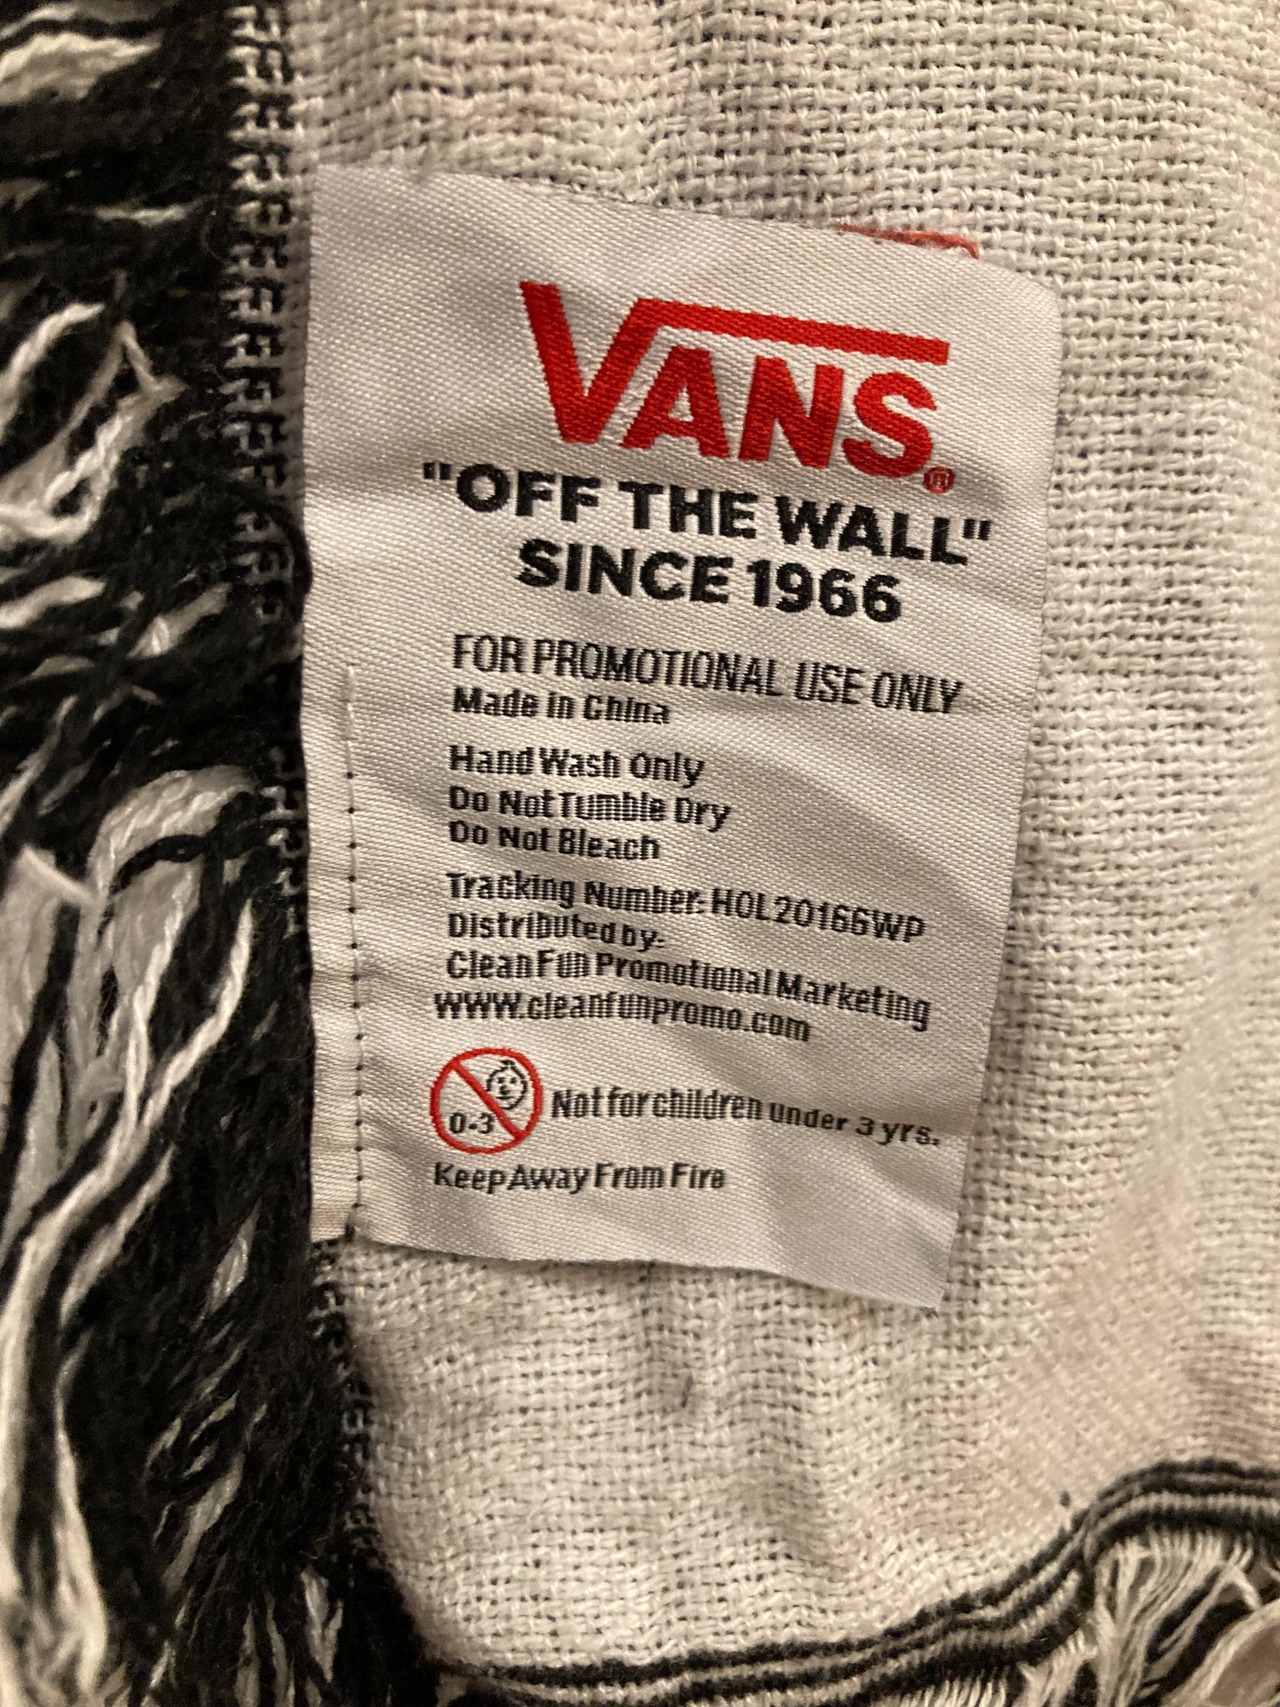 VANS®
"OFF THE WALL"
SINCE 1966
FOR PROMOTIONAL USE ONLY
Made in China
Hand Wash Only
Do Not Tumble Dry
Do Not Bleach
Tracking Number: HOL20166WP
Distributed by:
Clean Fun Promotional Marketing
www.cleanfunpromo.com
0-3 Not for children under 3 yrs.
Keep Away From Fire